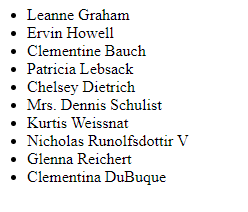 Leanne Graham
Ervin Howell
Clementine Bauch
Patricia Lebsack
Chelsey Dietrich
Mrs. Dennis Schulist
Kurtis Weissnat
Nicholas Runolfsdottir V
Glenna Reichert
Clementina DuBuque